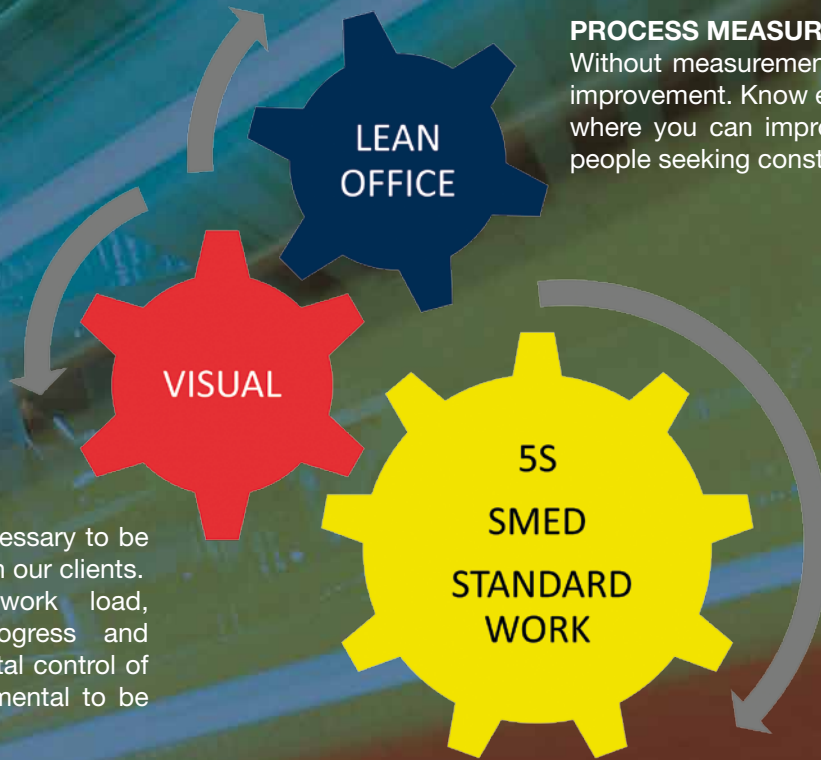 PROCESS MEASUR
Without measuremen
improvement. Know e
where you can impro
people seeking const
LEAN
OFFICE
VISUAL
5S
SMED
STANDARD
WORK
essary to be
n our clients.
work load,
ogress and
tal control of
mental to be